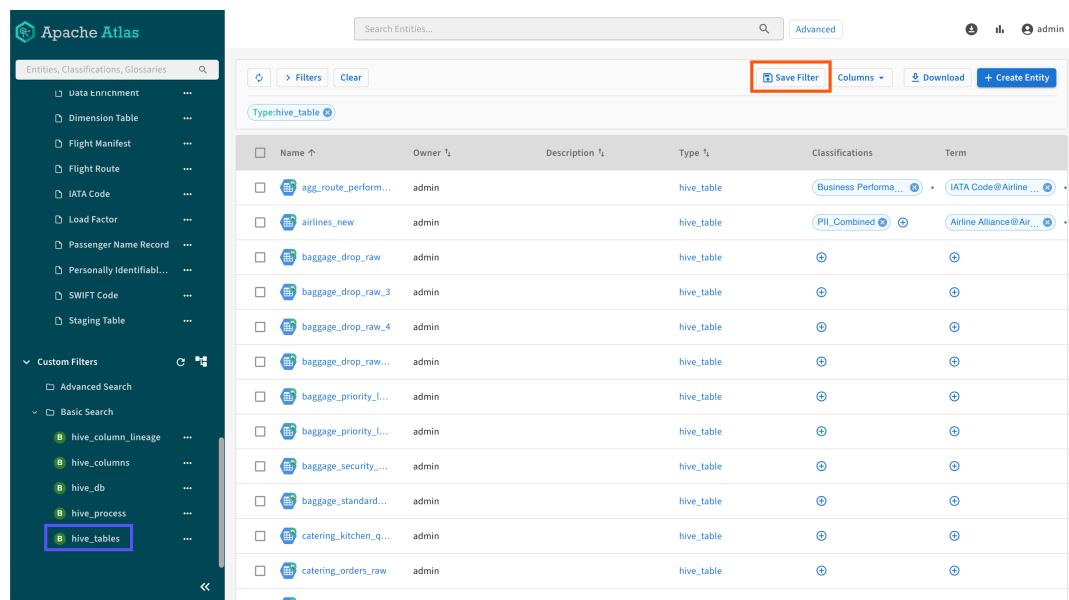 Apache Atlas
Search Entities...
Advanced
admin
Entities, Classifications, Glossaries
Data Enrichment
Dimension Table
Flight Manifest
Flight Route
IATA Code
Load Factor
Passenger Name Record
Personally Identifiabl...
SWIFT Code
Staging Table
Custom Filters
Advanced Search
Basic Search
B hive_column_lineage
B hive_columns
B hive_db
B hive_process
B hive_tables
Filters Clear Save Filter Columns Download + Create Entity
Type:hive_table
Name Owner Description Type Classifications Term
agg_route_perform... admin hive_table Business Performa... IATA Code@Airline ...
airlines_new admin hive_table PII_Combined Airline Alliance@Air...
baggage_drop_raw admin hive_table
baggage_drop_raw_3 admin hive_table
baggage_drop_raw_4 admin hive_table
baggage_drop_raw... admin hive_table
baggage_priority_l... admin hive_table
baggage_priority_l... admin hive_table
baggage_security_... admin hive_table
baggage_standard... admin hive_table
catering_kitchen_q... admin hive_table
catering_orders_raw admin hive_table